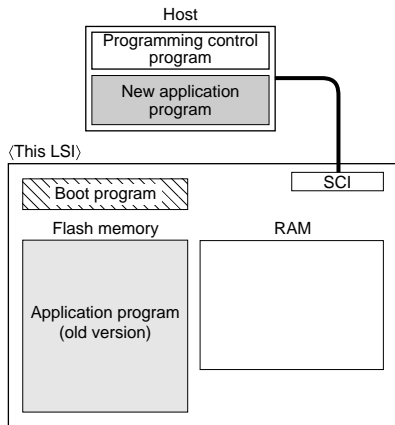 Host
Programming control
program
New application
program
〈This LSI〉
SCI
Boot program
Flash memory
RAM
Application program
(old version)